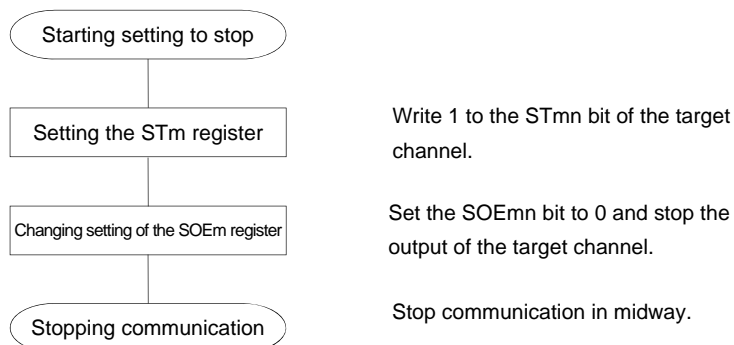 Starting setting to stop
Setting the STm register
Write 1 to the STmn bit of the target
channel.
Changing setting of the SOEm register
Set the SOEmn bit to 0 and stop the
output of the target channel.
Stopping communication
Stop communication in midway.